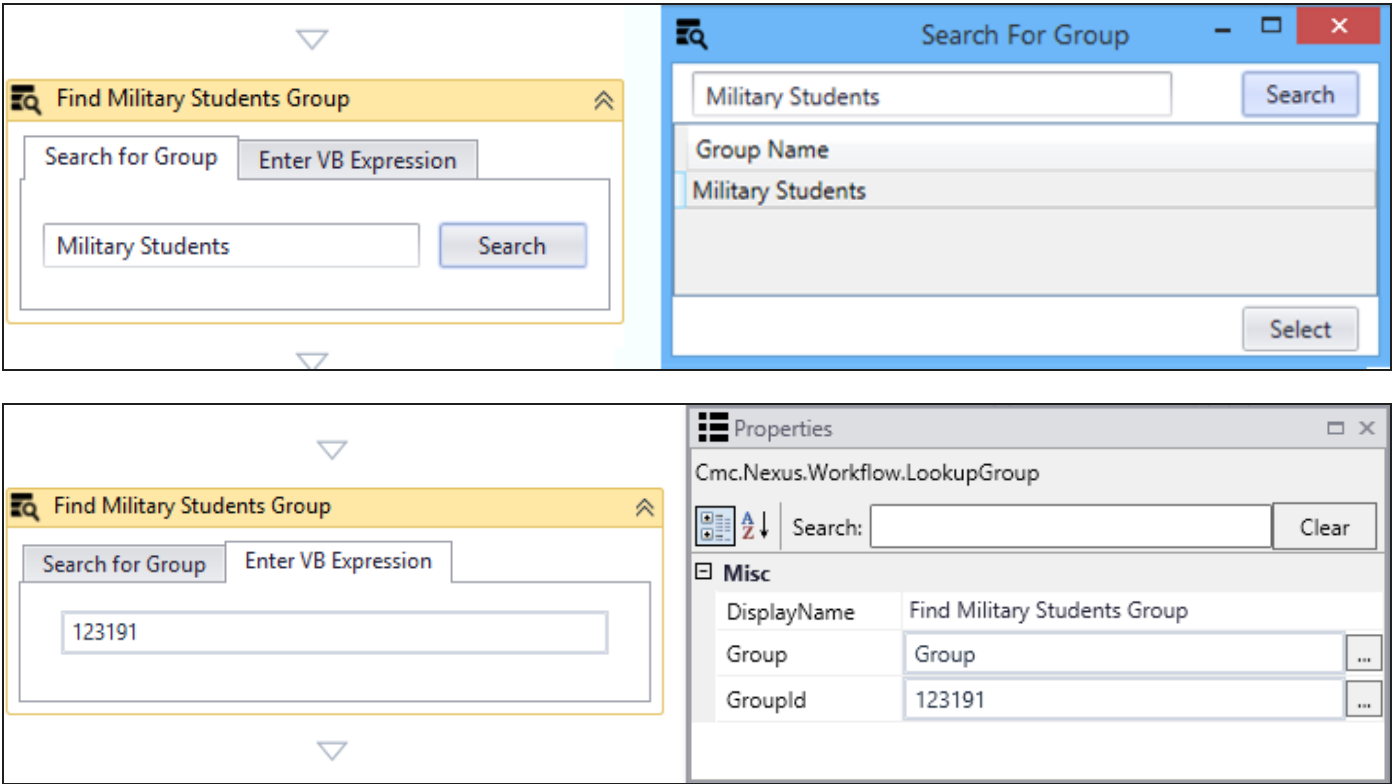 Find Military Students Group
Search for Group
Enter VB Expression
Military Students
Search
Search For Group
Military Students
Search
Group Name
Military Students
Select
Find Military Students Group
Search for Group
Enter VB Expression
123191
Properties
Cmc.Nexus.Workflow.LookupGroup
A Z Search:
Clear
Misc
DisplayName Find Military Students Group
Group Group ...
GroupId 123191 ...